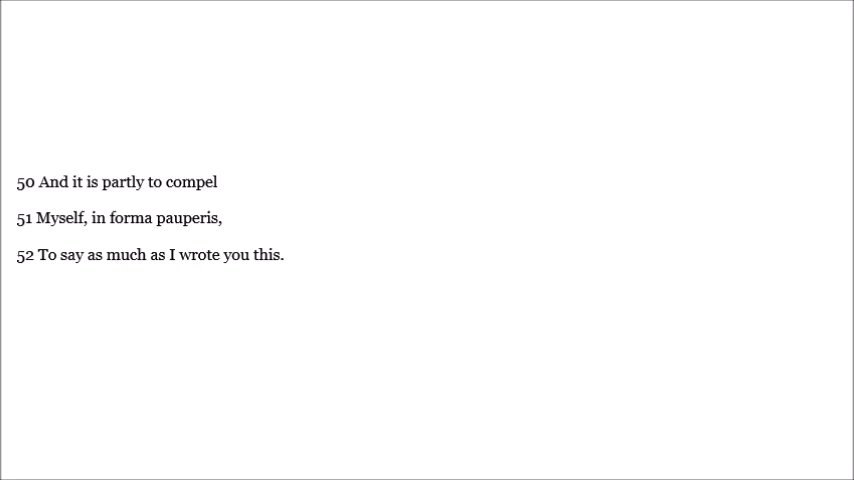 50 And it is partly to compel
51 Myself, in forma pauperis,
52 To say as much as I wrote you this.